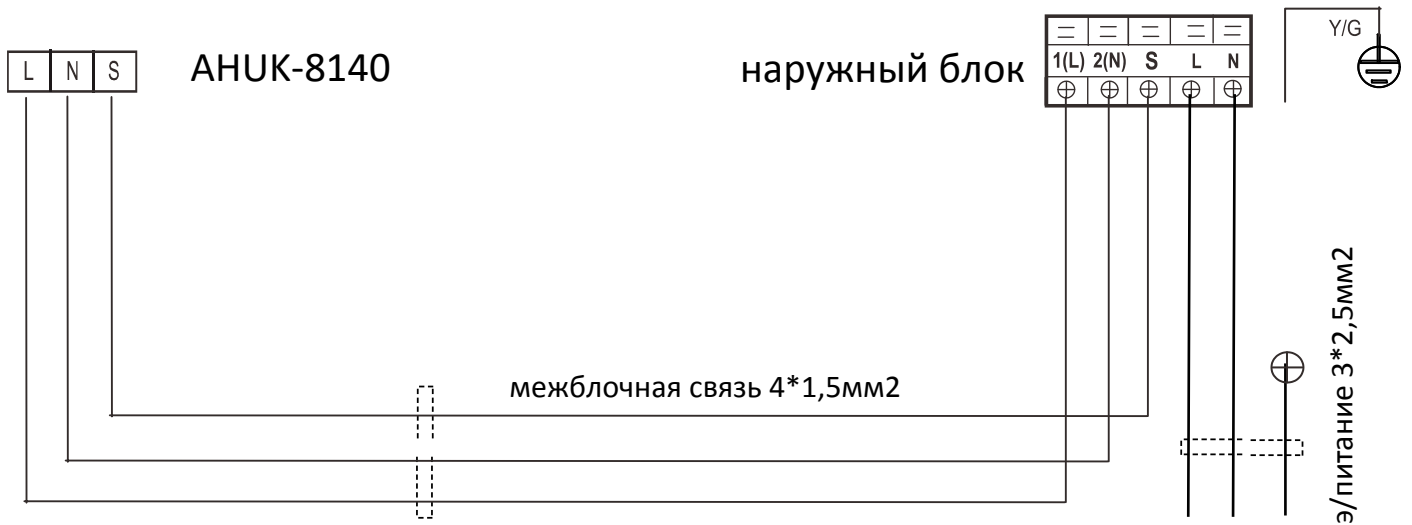 L N S
AHUK-8140
наружный блок
1(L) 2(N) S L N
Y/G
межблочная связь 4*1,5мм2
э/питание 3*2,5мм2